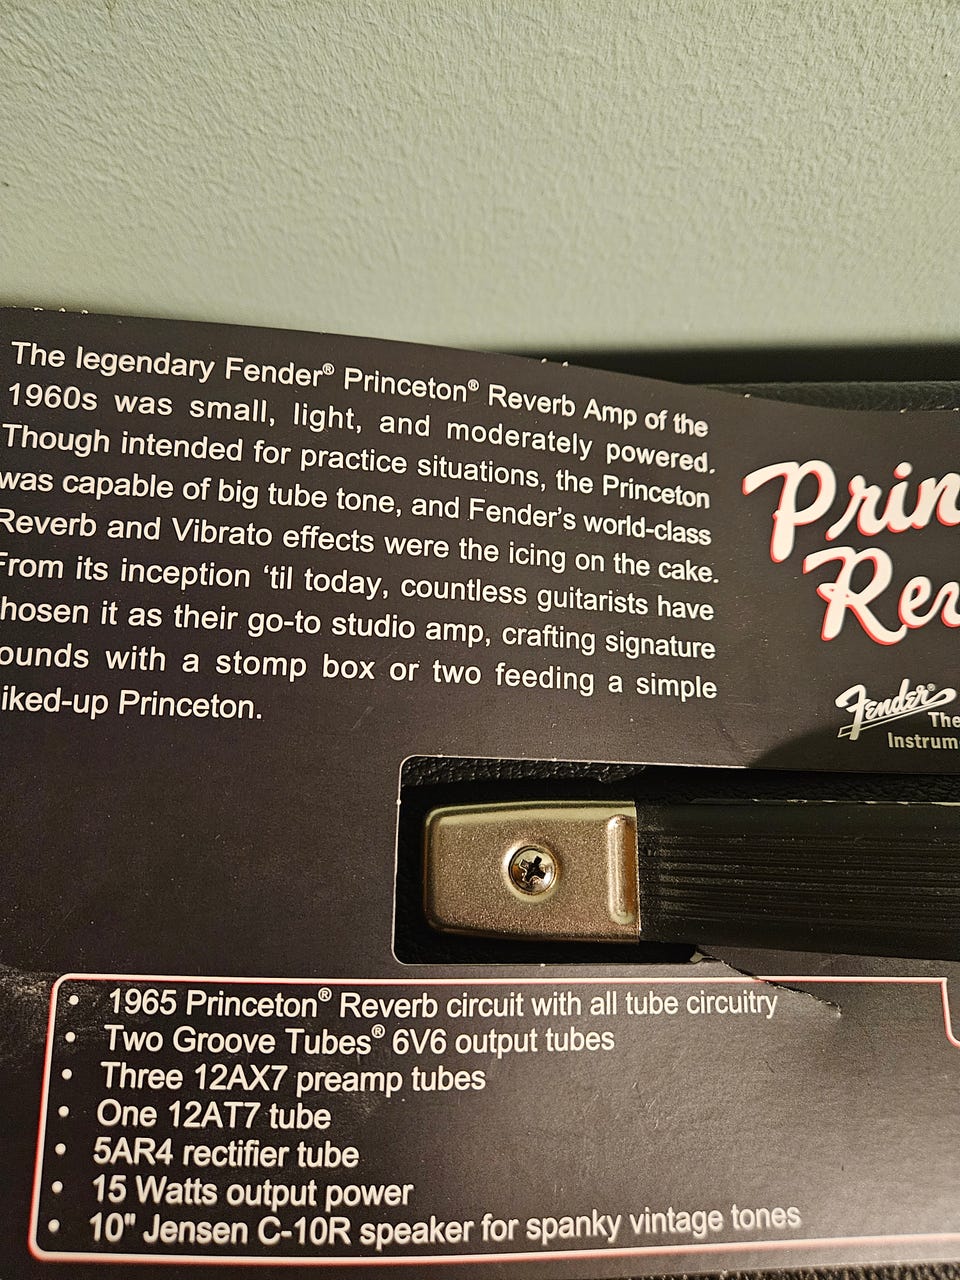 The legendary Fender® Princeton® Reverb Amp of the
1960s was small, light, and moderately powered.
Though intended for practice situations, the Princeton
was capable of big tube tone, and Fender's world-class
Reverb and Vibrato effects were the icing on the cake.
From its inception 'til today, countless guitarists have
hosen it as their go-to studio amp, crafting signature
ounds with a stomp box or two feeding a simple
iked-up Princeton.
Prin
Rev
Fender®
The
Instrum
• 1965 Princeton® Reverb circuit with all tube circuitry
• Two Groove Tubes® 6V6 output tubes
• Three 12AX7 preamp tubes
• One 12AT7 tube
• 5AR4 rectifier tube
• 15 Watts output power
• 10" Jensen C-10R speaker for spanky vintage tones